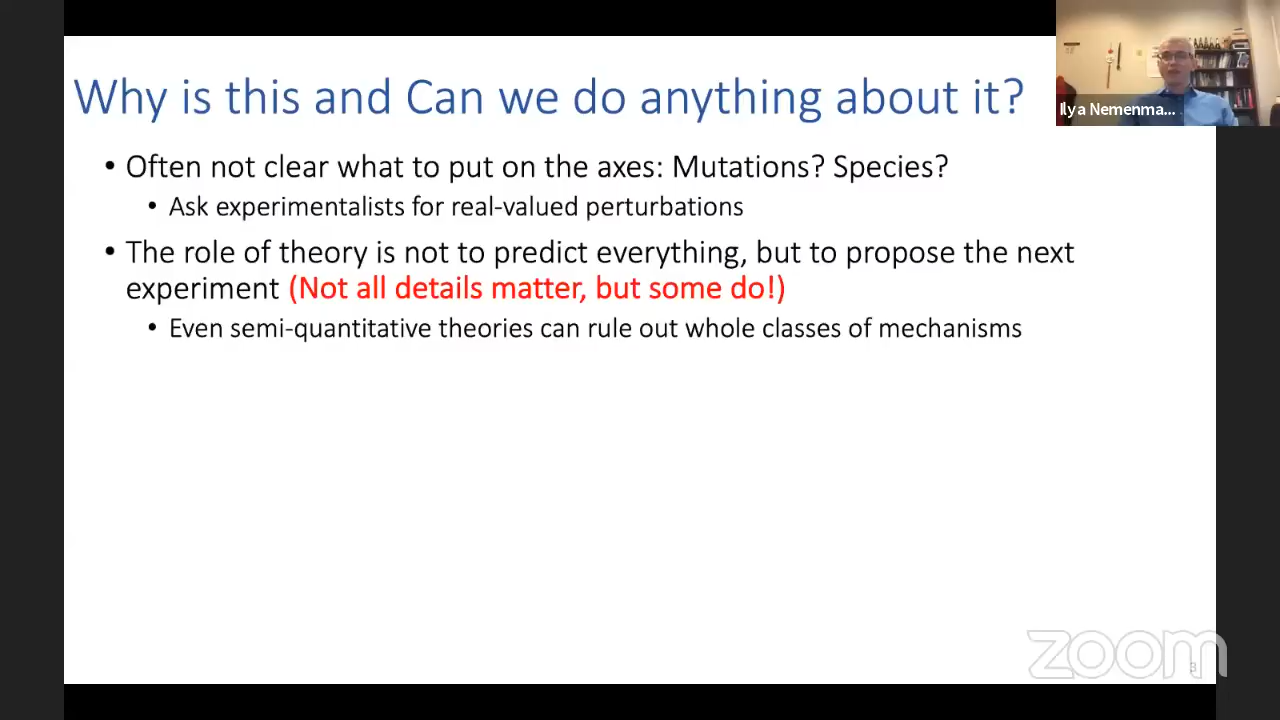 Why is this and Can we do anything about it?
Ilya Nemenma...
• Often not clear what to put on the axes: Mutations? Species?
• Ask experimentalists for real-valued perturbations
• The role of theory is not to predict everything, but to propose the next
experiment (Not all details matter, but some do!)
• Even semi-quantitative theories can rule out whole classes of mechanisms
zoom
3